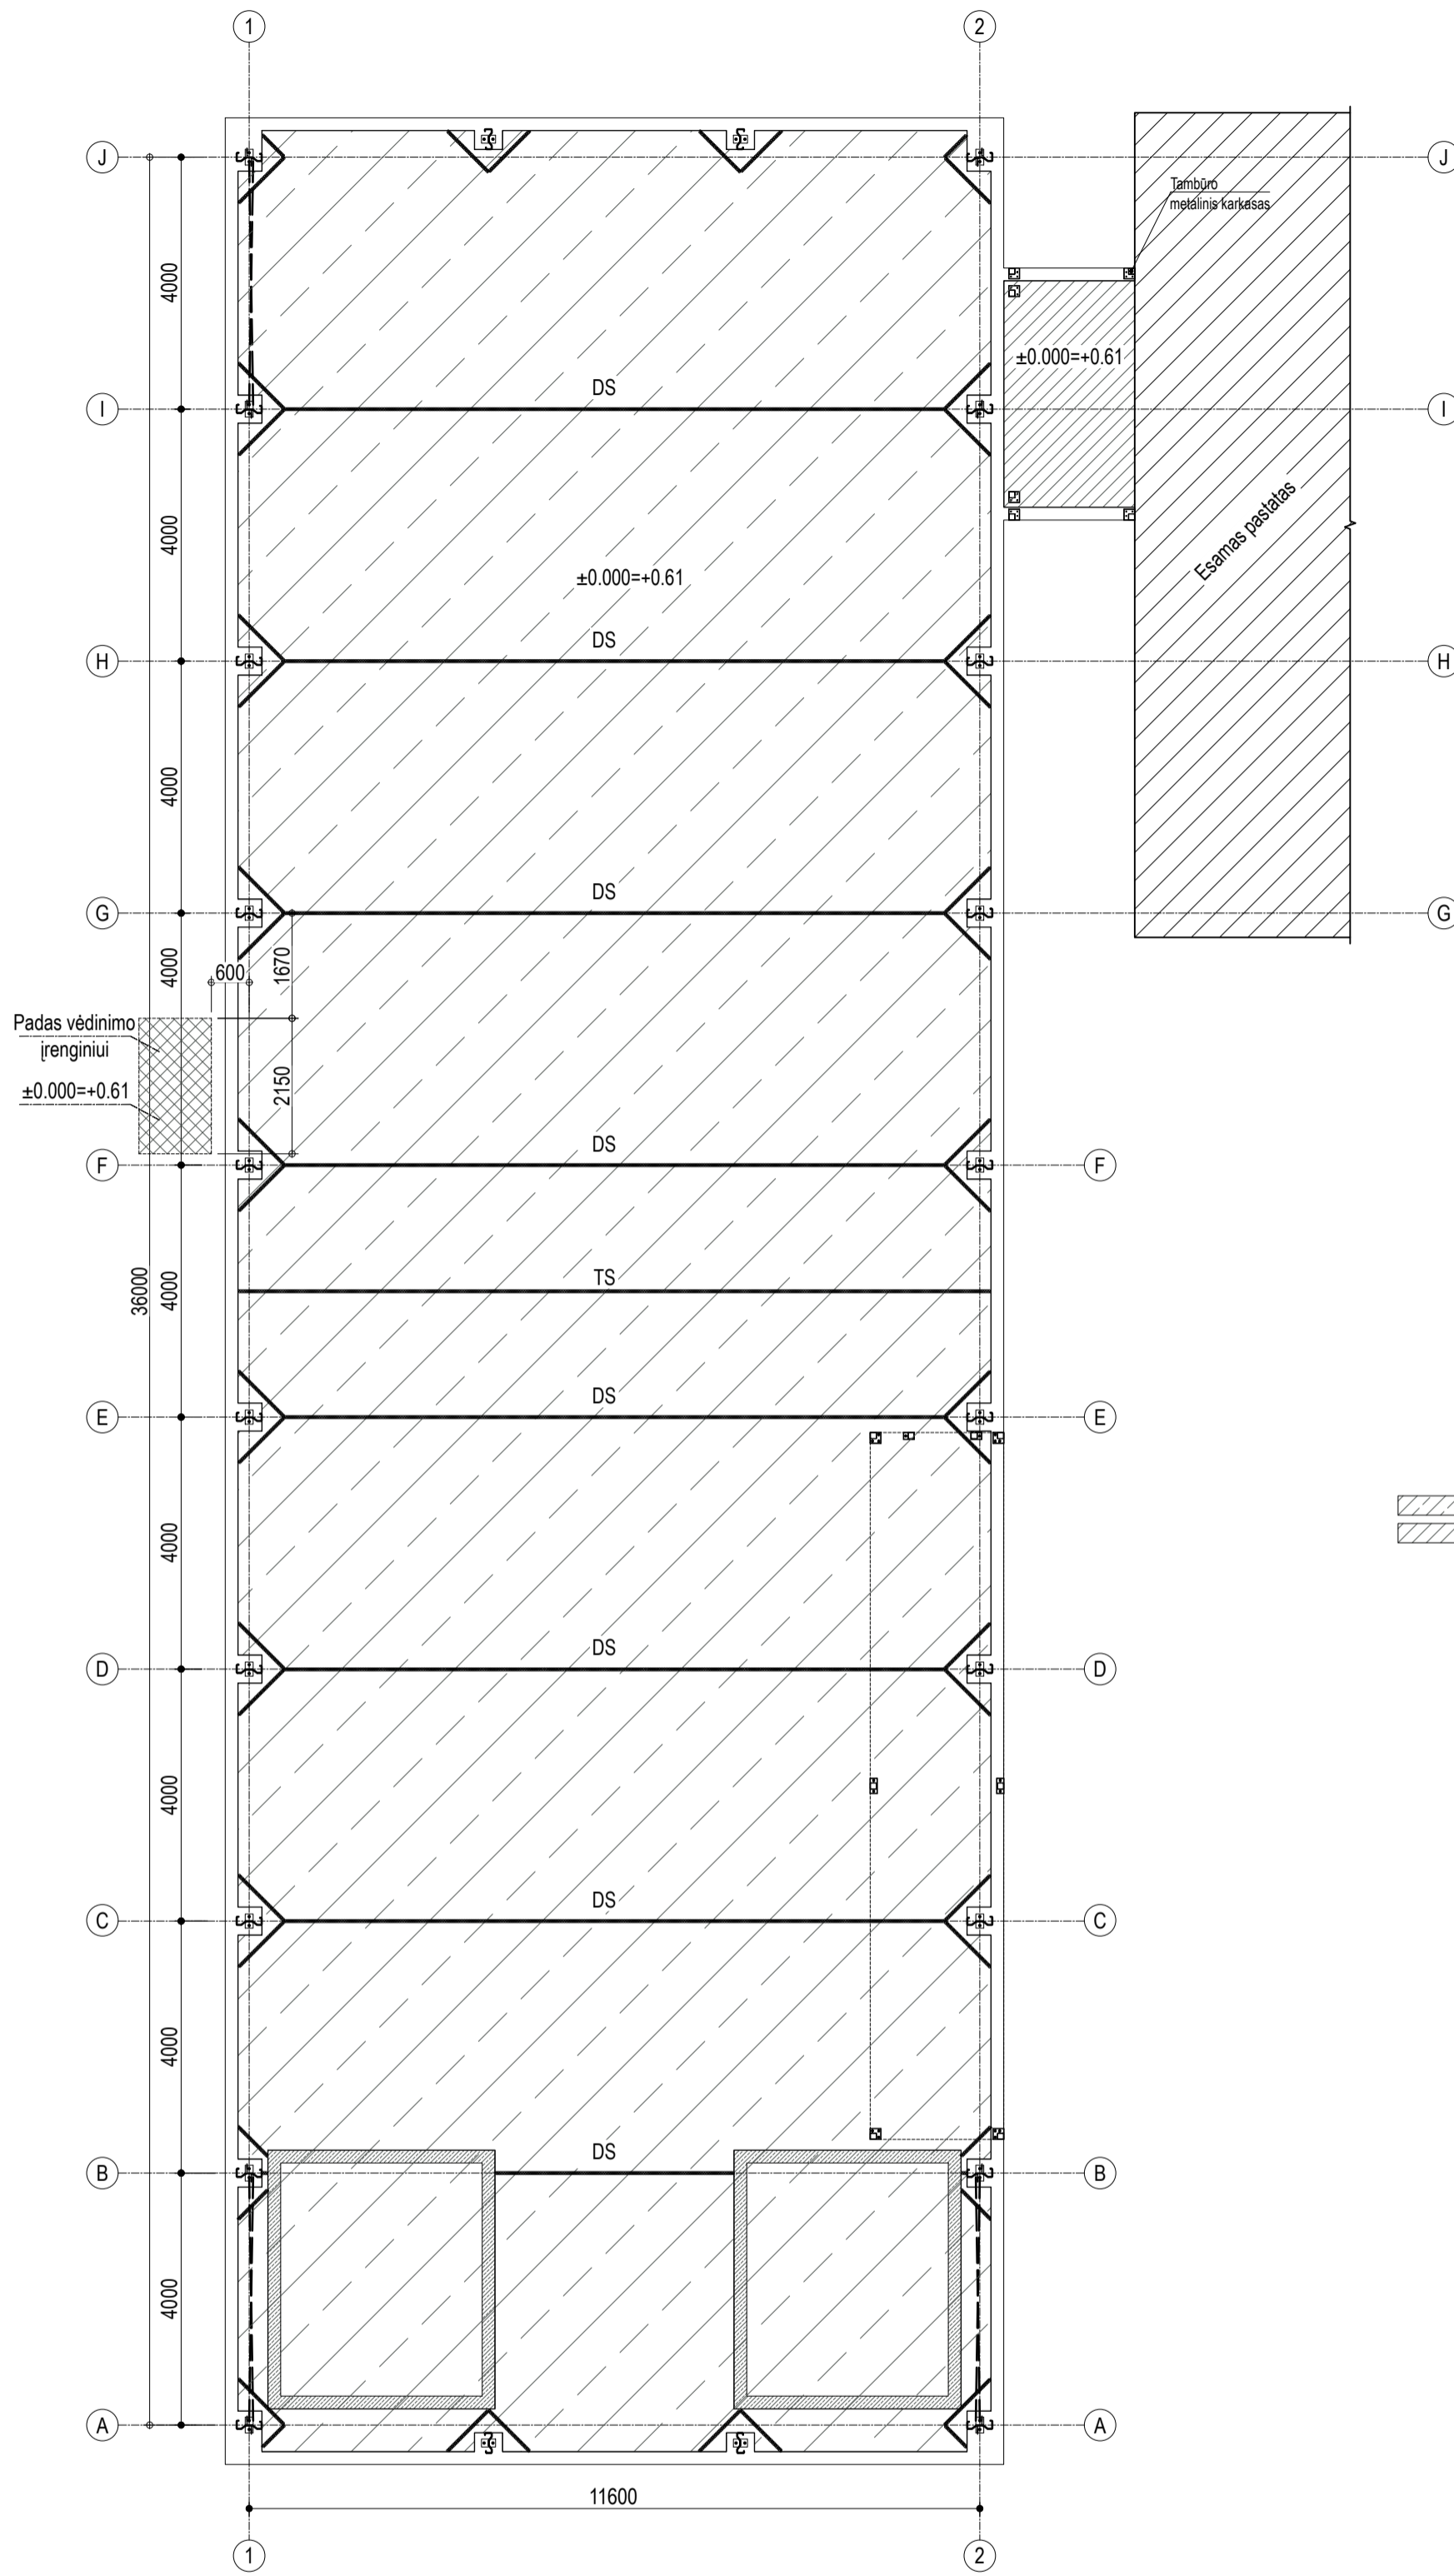 1
2
J
J
Tambūro
metalinis karkasas
4000
±0.000=+0.61
DS
I
I
Esamas pastatas
4000
±0.000=+0.61
DS
H
H
4000
DS
G
G
4000
600
1670
Padas vėdinimo
įrenginiui
±0.000=+0.61
2150
DS
F
F
36000
4000
TS
DS
E
E
4000
DS
D
D
4000
DS
C
C
4000
DS
B
B
4000
A
A
11600
1
2